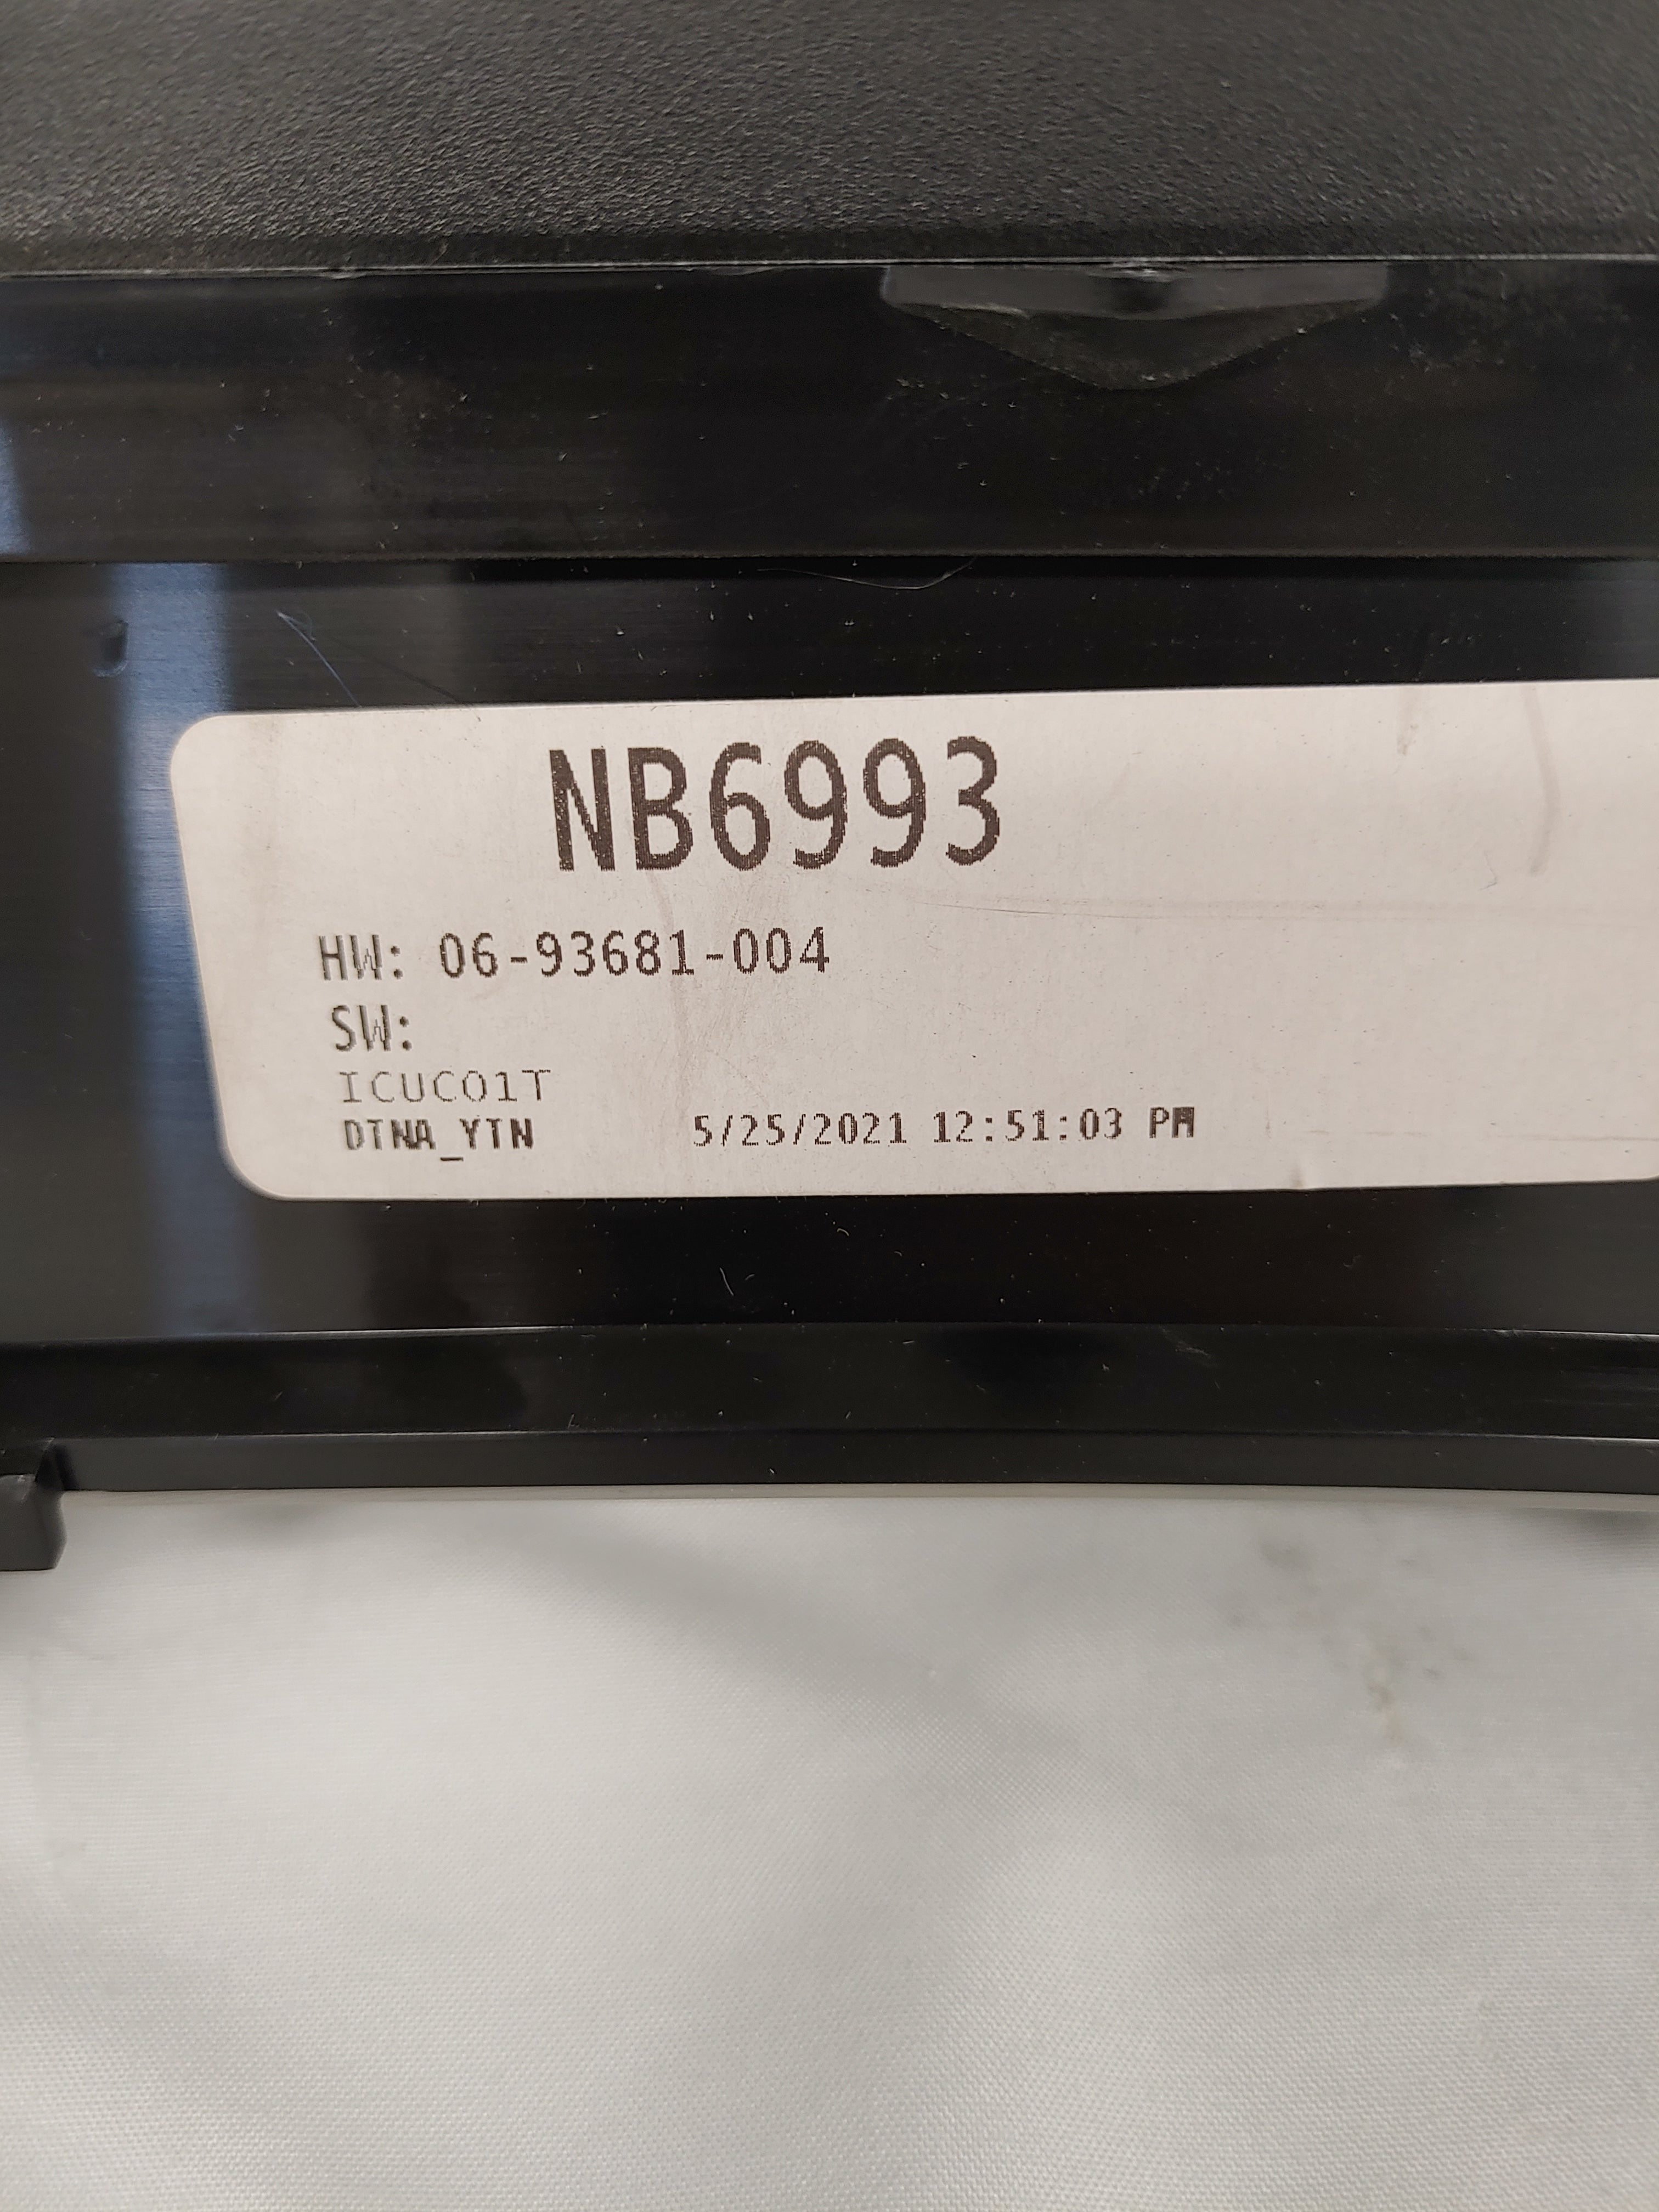 NB6993
HW: 06-93681-004
SW:
ICUC01T
DTNA_YTN 5/25/2021 12:51:03 PM